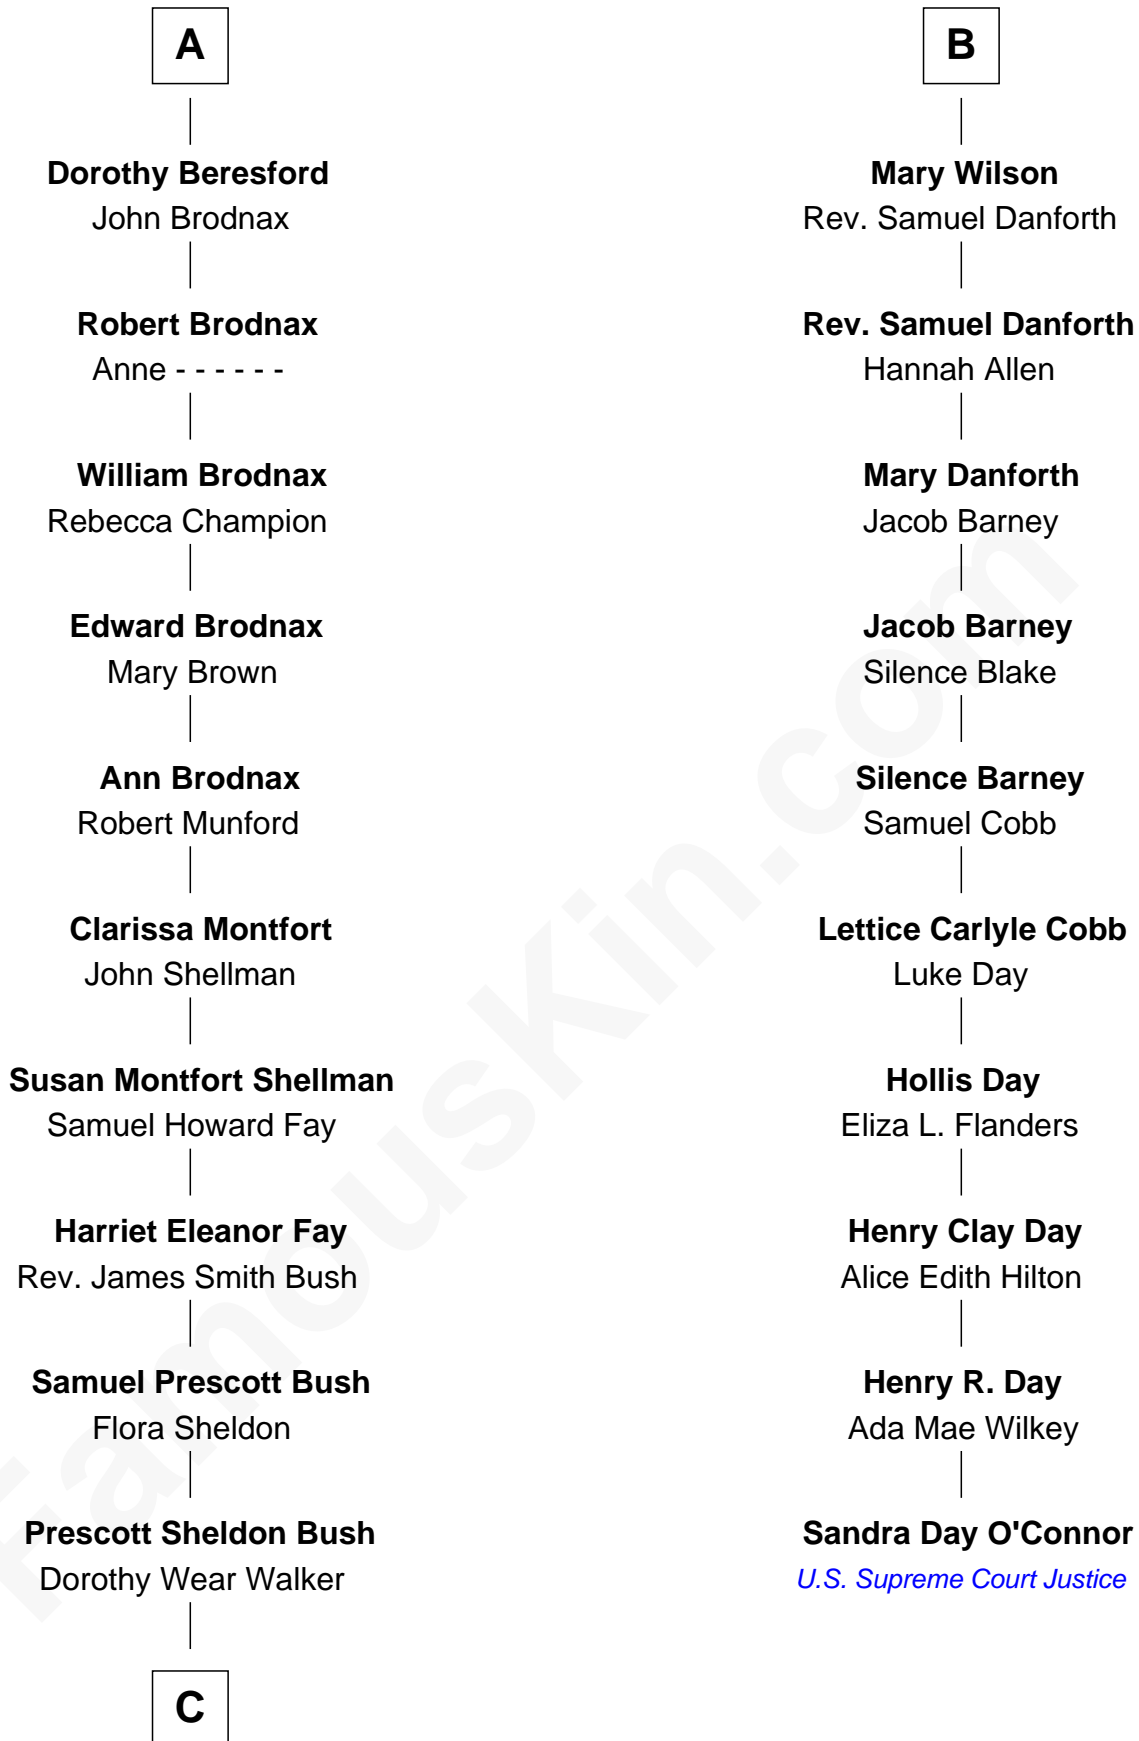 A
Dorothy Beresford
John Brodnax
Robert Brodnax
Anne - - - - - -
William Brodnax
Rebecca Champion
Edward Brodnax
Mary Brown
Ann Brodnax
Robert Munford
Clarissa Montfort
John Shellman
Susan Montfort Shellman
Samuel Howard Fay
Harriet Eleanor Fay
Rev. James Smith Bush
Samuel Prescott Bush
Flora Sheldon
Prescott Sheldon Bush
Dorothy Wear Walker
C
B
Mary Wilson
Rev. Samuel Danforth
Rev. Samuel Danforth
Hannah Allen
Mary Danforth
Jacob Barney
Jacob Barney
Silence Blake
Silence Barney
Samuel Cobb
Lettice Carlyle Cobb
Luke Day
Hollis Day
Eliza L. Flanders
Henry Clay Day
Alice Edith Hilton
Henry R. Day
Ada Mae Wilkey
Sandra Day O'Connor
U.S. Supreme Court Justice
FamousKin.com